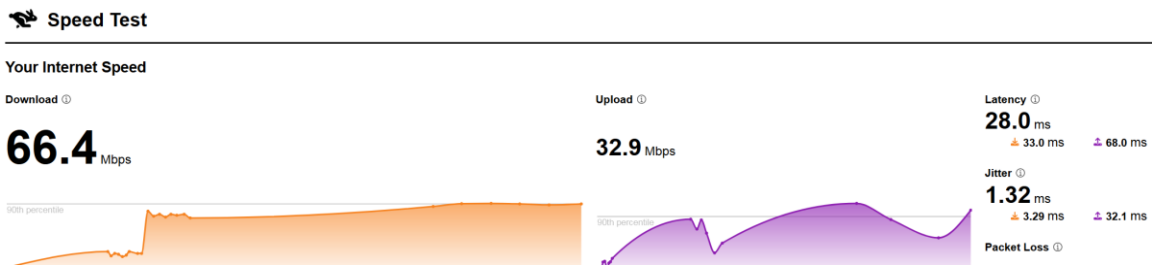 Speed Test
Your Internet Speed
Download ⓘ
66.4 Mbps
90th percentile
Upload ⓘ
32.9 Mbps
90th percentile
Latency ⓘ
28.0 ms
33.0 ms 68.0 ms
Jitter ⓘ
1.32 ms
3.29 ms 32.1 ms
Packet Loss ⓘ